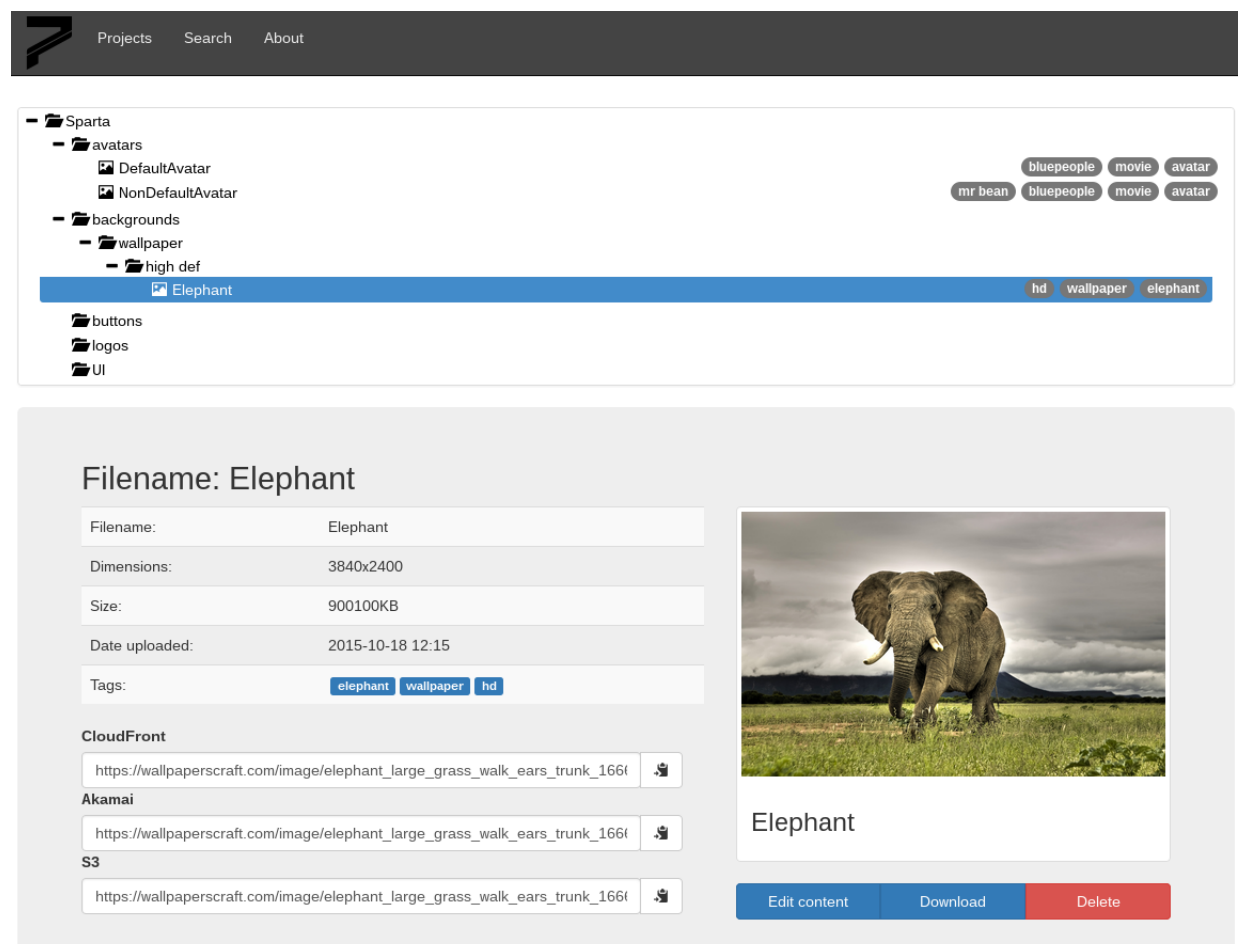 Projects Search About
Sparta
avatars
DefaultAvatar bluepeople movie avatar
NonDefaultAvatar mr bean bluepeople movie avatar
backgrounds
wallpaper
high def
Elephant hd wallpaper elephant
buttons
logos
UI
Filename: Elephant
Filename: Elephant
Dimensions: 3840x2400
Size: 900100KB
Date uploaded: 2015-10-18 12:15
Tags: elephant wallpaper hd
CloudFront
https://wallpaperscraft.com/image/elephant_large_grass_walk_ears_trunk_166
Akamai
https://wallpaperscraft.com/image/elephant_large_grass_walk_ears_trunk_166
S3
https://wallpaperscraft.com/image/elephant_large_grass_walk_ears_trunk_166
Elephant
Edit content Download Delete